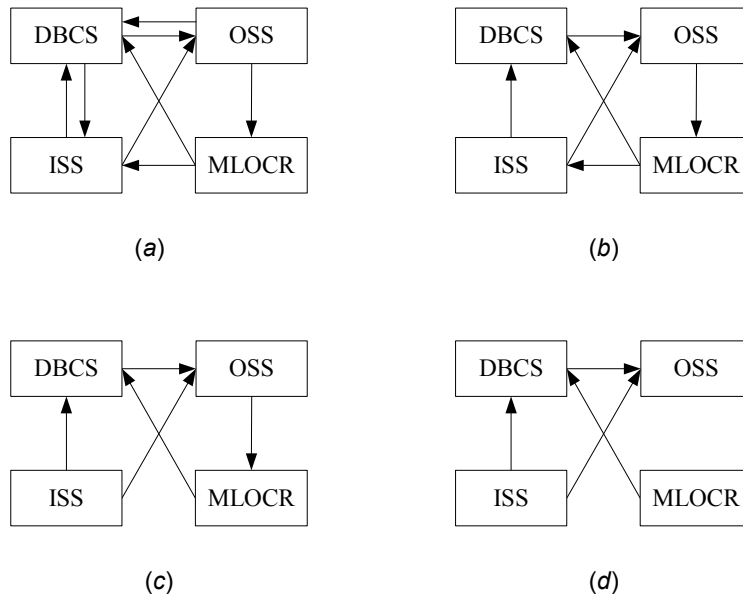 DBCS OSS
ISS MLOCR
(a)
DBCS OSS
ISS MLOCR
(b)
DBCS OSS
ISS MLOCR
(c)
DBCS OSS
ISS MLOCR
(d)